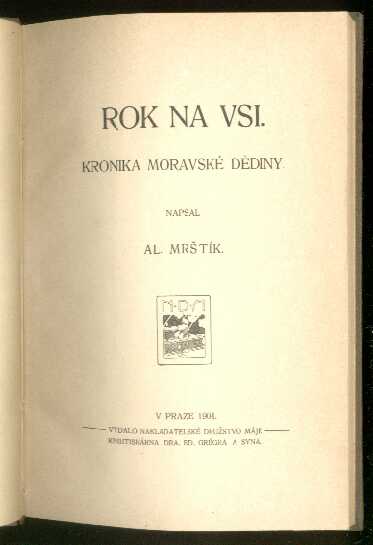 ROK NA VSI.
KRONIKA MORAVSKÉ DĚDINY.
NAPSAL
AL. MRŠTÍK.
V PRAZE 1904.
VYDALO NAKLADATELSKÉ DRUŽSTVO MÁJE
KNIHTISKÁRNA DRA. ED. GRÉGRA A SYNA.